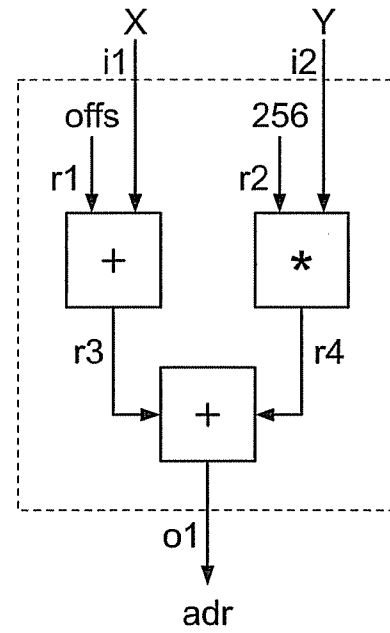 X Y
i1 i2
offs 256
r1 r2
+ *
r3 r4
+
o1
adr